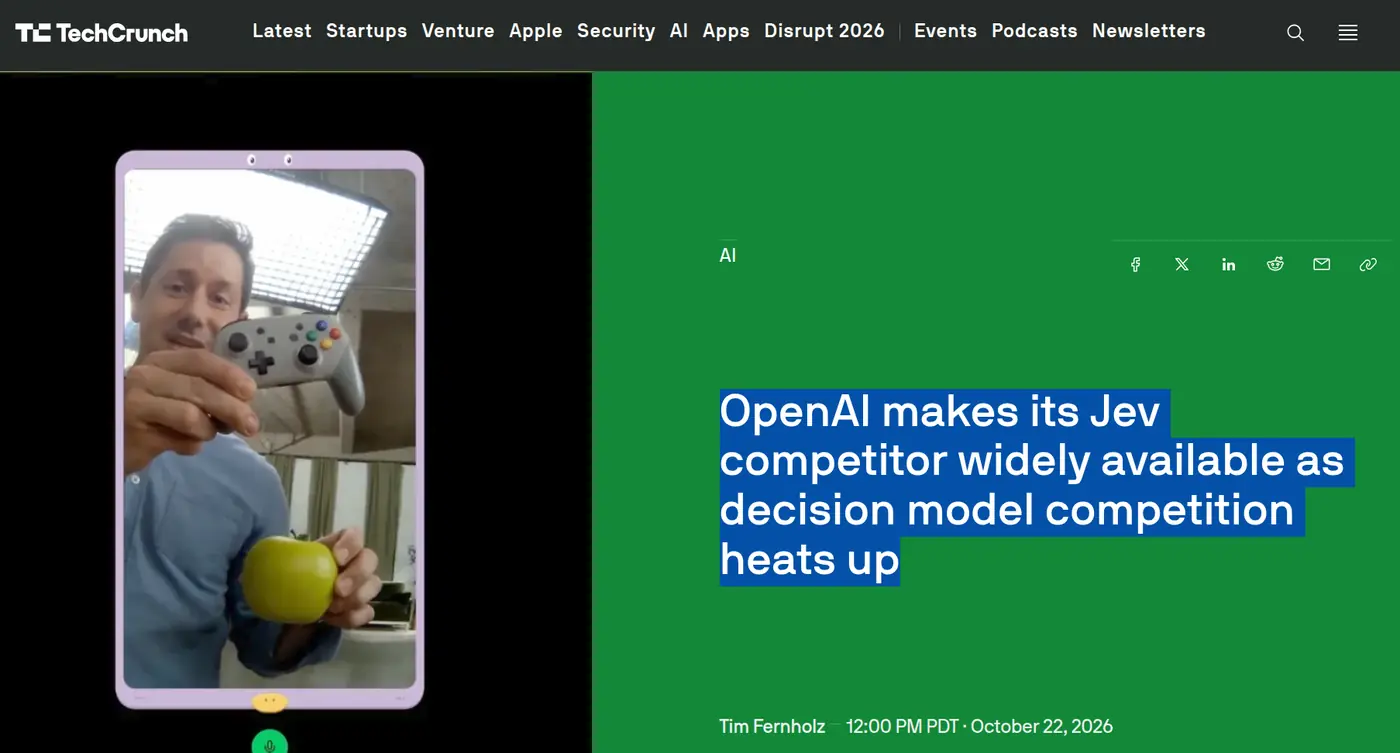 TechCrunch
Latest Startups Venture Apple Security AI Apps Disrupt 2026 Events Podcasts Newsletters
AI
OpenAI makes its Jev
competitor widely available as
decision model competition
heats up
Tim Fernholz — 12:00 PM PDT · October 22, 2026